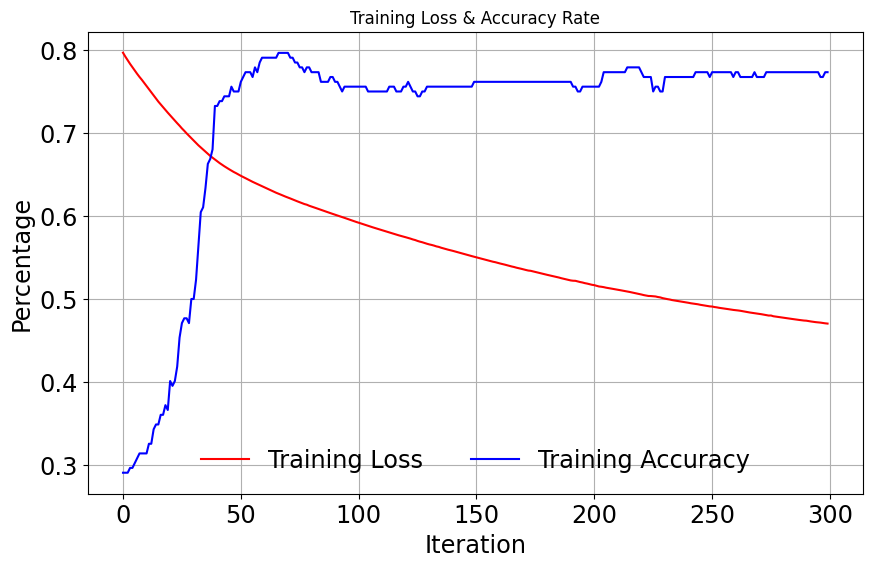 Training Loss & Accuracy Rate
0.8
0.7
0.6
0.5
0.4
0.3
Percentage
Training Loss Training Accuracy
0 50 100 150 200 250 300
Iteration